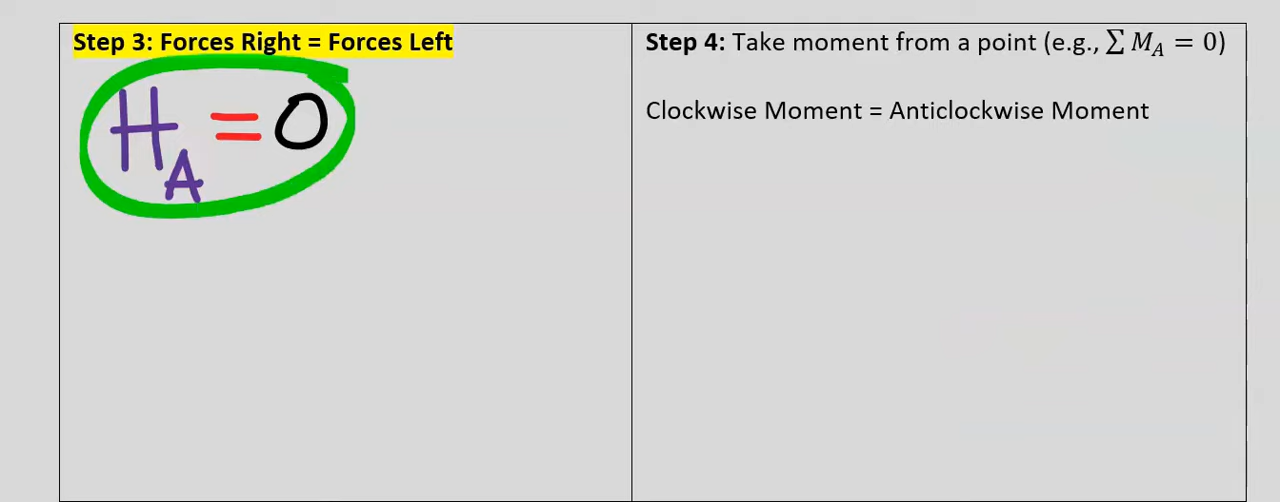 Step 3: Forces Right = Forces Left
H_A = 0
Step 4: Take moment from a point (e.g., ∑ M_A = 0)
Clockwise Moment = Anticlockwise Moment